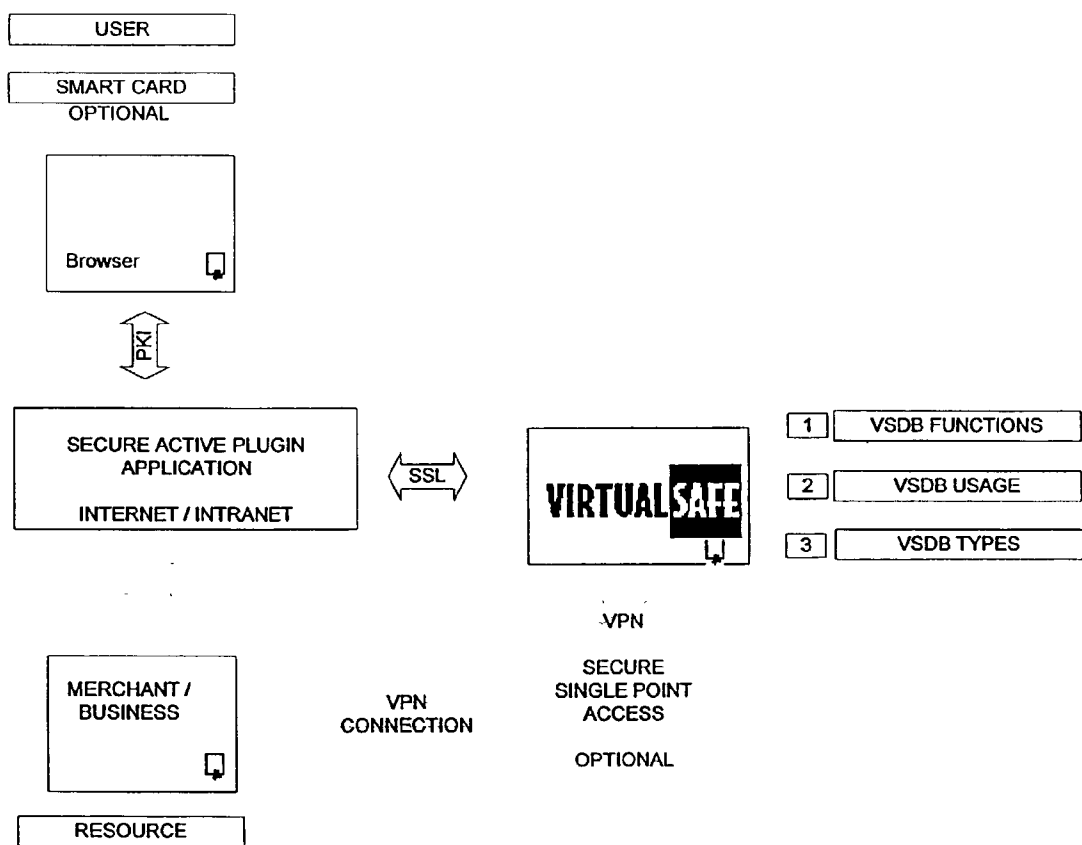 USER
SMART CARD
OPTIONAL
Browser
PKI
SECURE ACTIVE PLUGIN
APPLICATION
INTERNET / INTRANET
SSL
VIRTUALSAFE
1 VSDB FUNCTIONS
2 VSDB USAGE
3 VSDB TYPES
VPN
SECURE
SINGLE POINT
ACCESS
OPTIONAL
VPN
CONNECTION
MERCHANT /
BUSINESS
RESOURCE